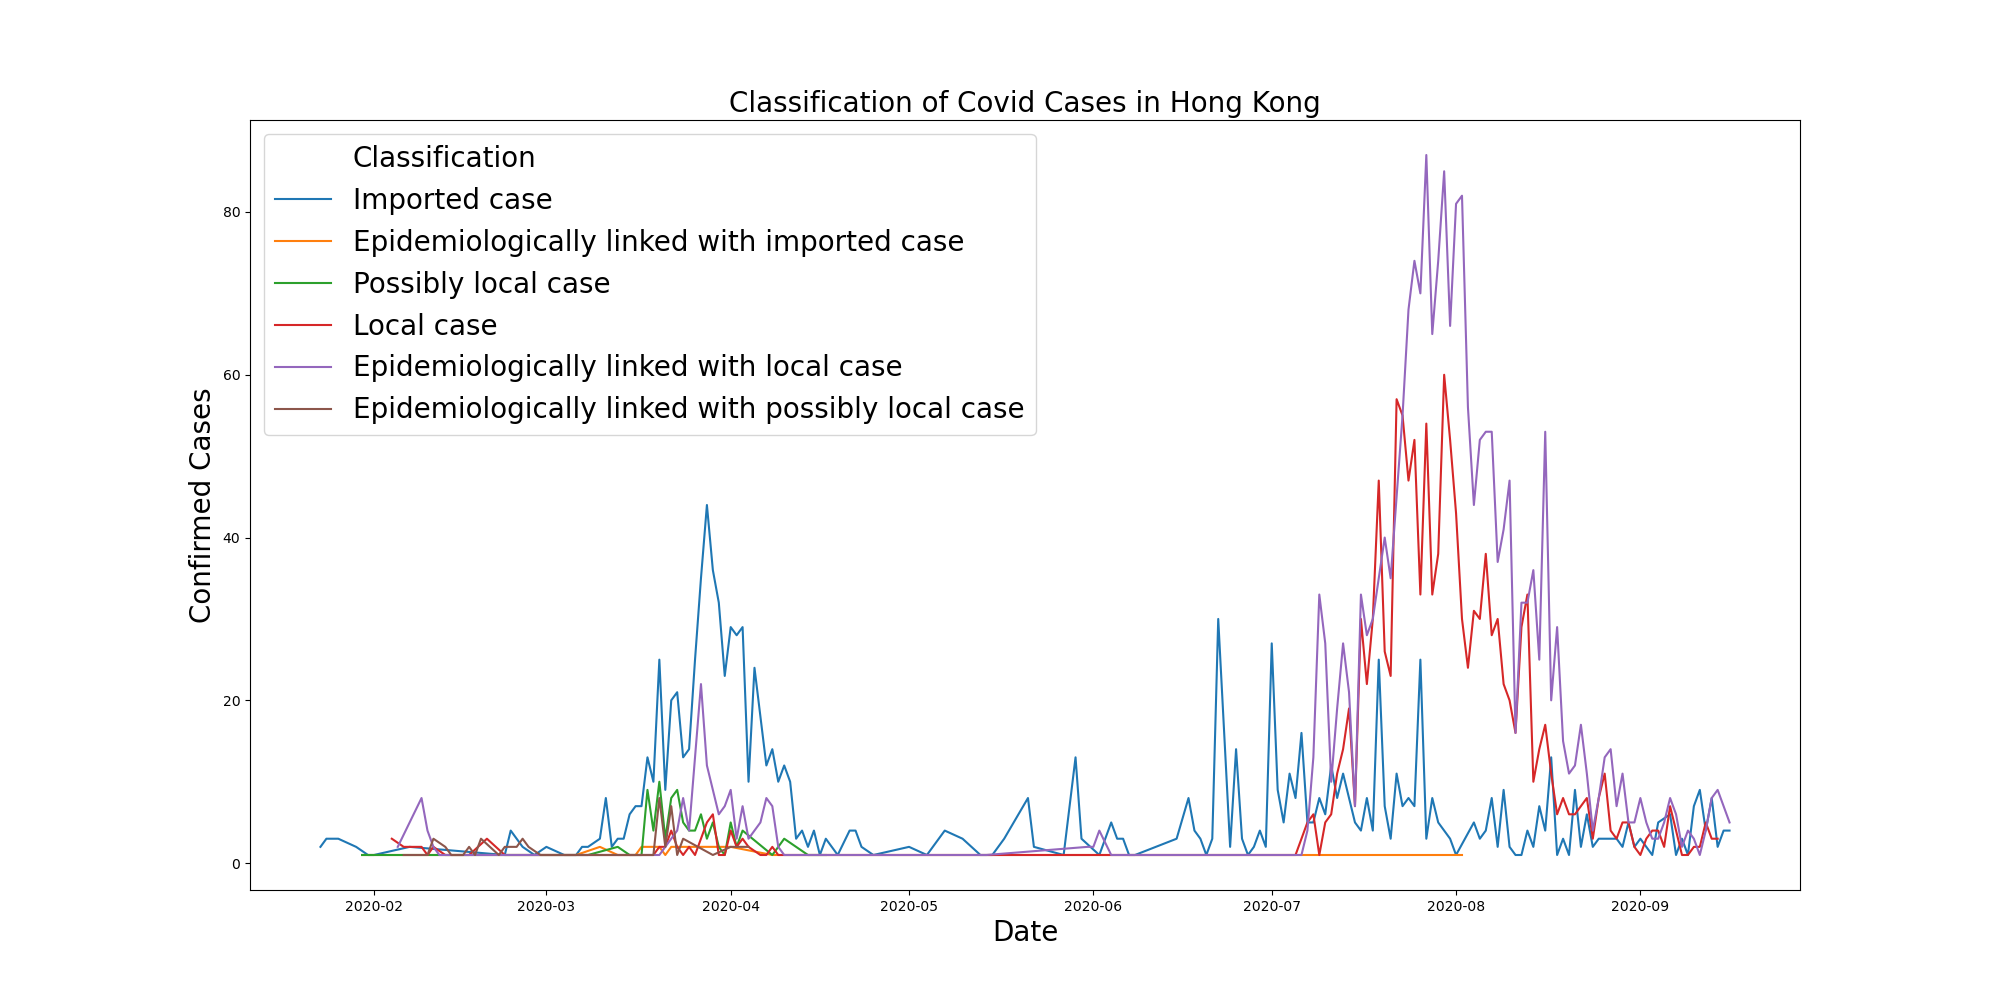 Classification of Covid Cases in Hong Kong
Classification
Imported case
Epidemiologically linked with imported case
Possibly local case
Local case
Epidemiologically linked with local case
Epidemiologically linked with possibly local case
Confirmed Cases
80
60
40
20
0
2020-02 2020-03 2020-04 2020-05 2020-06 2020-07 2020-08 2020-09
Date